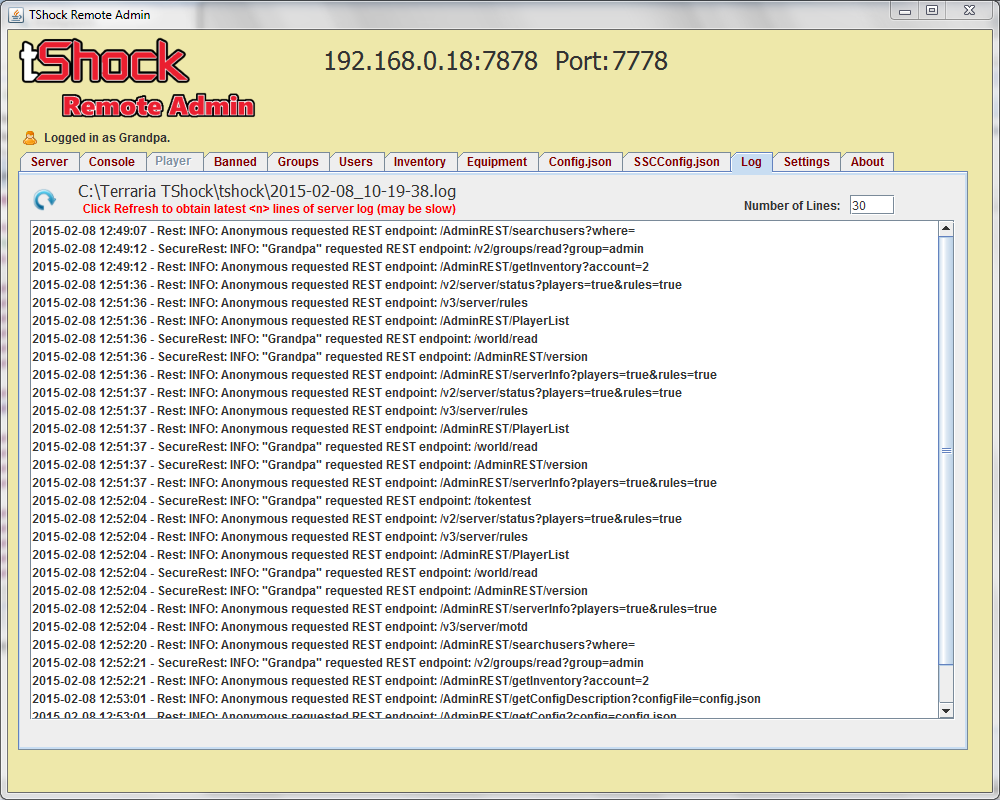 TShock Remote Admin
tShock
Remote Admin
192.168.0.18:7878 Port: 7778
Logged in as Grandpa.
Server Console Player Banned Groups Users Inventory Equipment Config.json SSCConfig.json Log Settings About
C:\Terraria TShock\tshock\2015-02-08_10-19-38.log
Click Refresh to obtain latest <n> lines of server log (may be slow)
Number of Lines: 30
2015-02-08 12:49:07 - Rest: INFO: Anonymous requested REST endpoint: /AdminREST/searchusers?where=
2015-02-08 12:49:12 - SecureRest: INFO: "Grandpa" requested REST endpoint: /v2/groups/read?group=admin
2015-02-08 12:49:12 - Rest: INFO: Anonymous requested REST endpoint: /AdminREST/getInventory?account=2
2015-02-08 12:51:36 - Rest: INFO: Anonymous requested REST endpoint: /v2/server/status?players=true&rules=true
2015-02-08 12:51:36 - Rest: INFO: Anonymous requested REST endpoint: /v3/server/rules
2015-02-08 12:51:36 - Rest: INFO: Anonymous requested REST endpoint: /AdminREST/PlayerList
2015-02-08 12:51:36 - SecureRest: INFO: "Grandpa" requested REST endpoint: /world/read
2015-02-08 12:51:36 - SecureRest: INFO: "Grandpa" requested REST endpoint: /AdminREST/version
2015-02-08 12:51:36 - Rest: INFO: Anonymous requested REST endpoint: /AdminREST/serverInfo?players=true&rules=true
2015-02-08 12:51:37 - Rest: INFO: Anonymous requested REST endpoint: /v2/server/status?players=true&rules=true
2015-02-08 12:51:37 - Rest: INFO: Anonymous requested REST endpoint: /v3/server/rules
2015-02-08 12:51:37 - Rest: INFO: Anonymous requested REST endpoint: /AdminREST/PlayerList
2015-02-08 12:51:37 - SecureRest: INFO: "Grandpa" requested REST endpoint: /world/read
2015-02-08 12:51:37 - SecureRest: INFO: "Grandpa" requested REST endpoint: /AdminREST/version
2015-02-08 12:51:37 - Rest: INFO: Anonymous requested REST endpoint: /AdminREST/serverInfo?players=true&rules=true
2015-02-08 12:52:04 - SecureRest: INFO: "Grandpa" requested REST endpoint: /tokentest
2015-02-08 12:52:04 - Rest: INFO: Anonymous requested REST endpoint: /v2/server/status?players=true&rules=true
2015-02-08 12:52:04 - Rest: INFO: Anonymous requested REST endpoint: /v3/server/rules
2015-02-08 12:52:04 - Rest: INFO: Anonymous requested REST endpoint: /AdminREST/PlayerList
2015-02-08 12:52:04 - SecureRest: INFO: "Grandpa" requested REST endpoint: /world/read
2015-02-08 12:52:04 - SecureRest: INFO: "Grandpa" requested REST endpoint: /AdminREST/version
2015-02-08 12:52:04 - Rest: INFO: Anonymous requested REST endpoint: /AdminREST/serverInfo?players=true&rules=true
2015-02-08 12:52:04 - Rest: INFO: Anonymous requested REST endpoint: /v3/server/motd
2015-02-08 12:52:20 - Rest: INFO: Anonymous requested REST endpoint: /AdminREST/searchusers?where=
2015-02-08 12:52:21 - SecureRest: INFO: "Grandpa" requested REST endpoint: /v2/groups/read?group=admin
2015-02-08 12:52:21 - Rest: INFO: Anonymous requested REST endpoint: /AdminREST/getInventory?account=2
2015-02-08 12:53:01 - Rest: INFO: Anonymous requested REST endpoint: /AdminREST/getConfigDescription?configFile=config.json
2015-02-08 12:53:01 - Rest: INFO: Anonymous requested REST endpoint: /AdminREST/getConfig?config=config.json